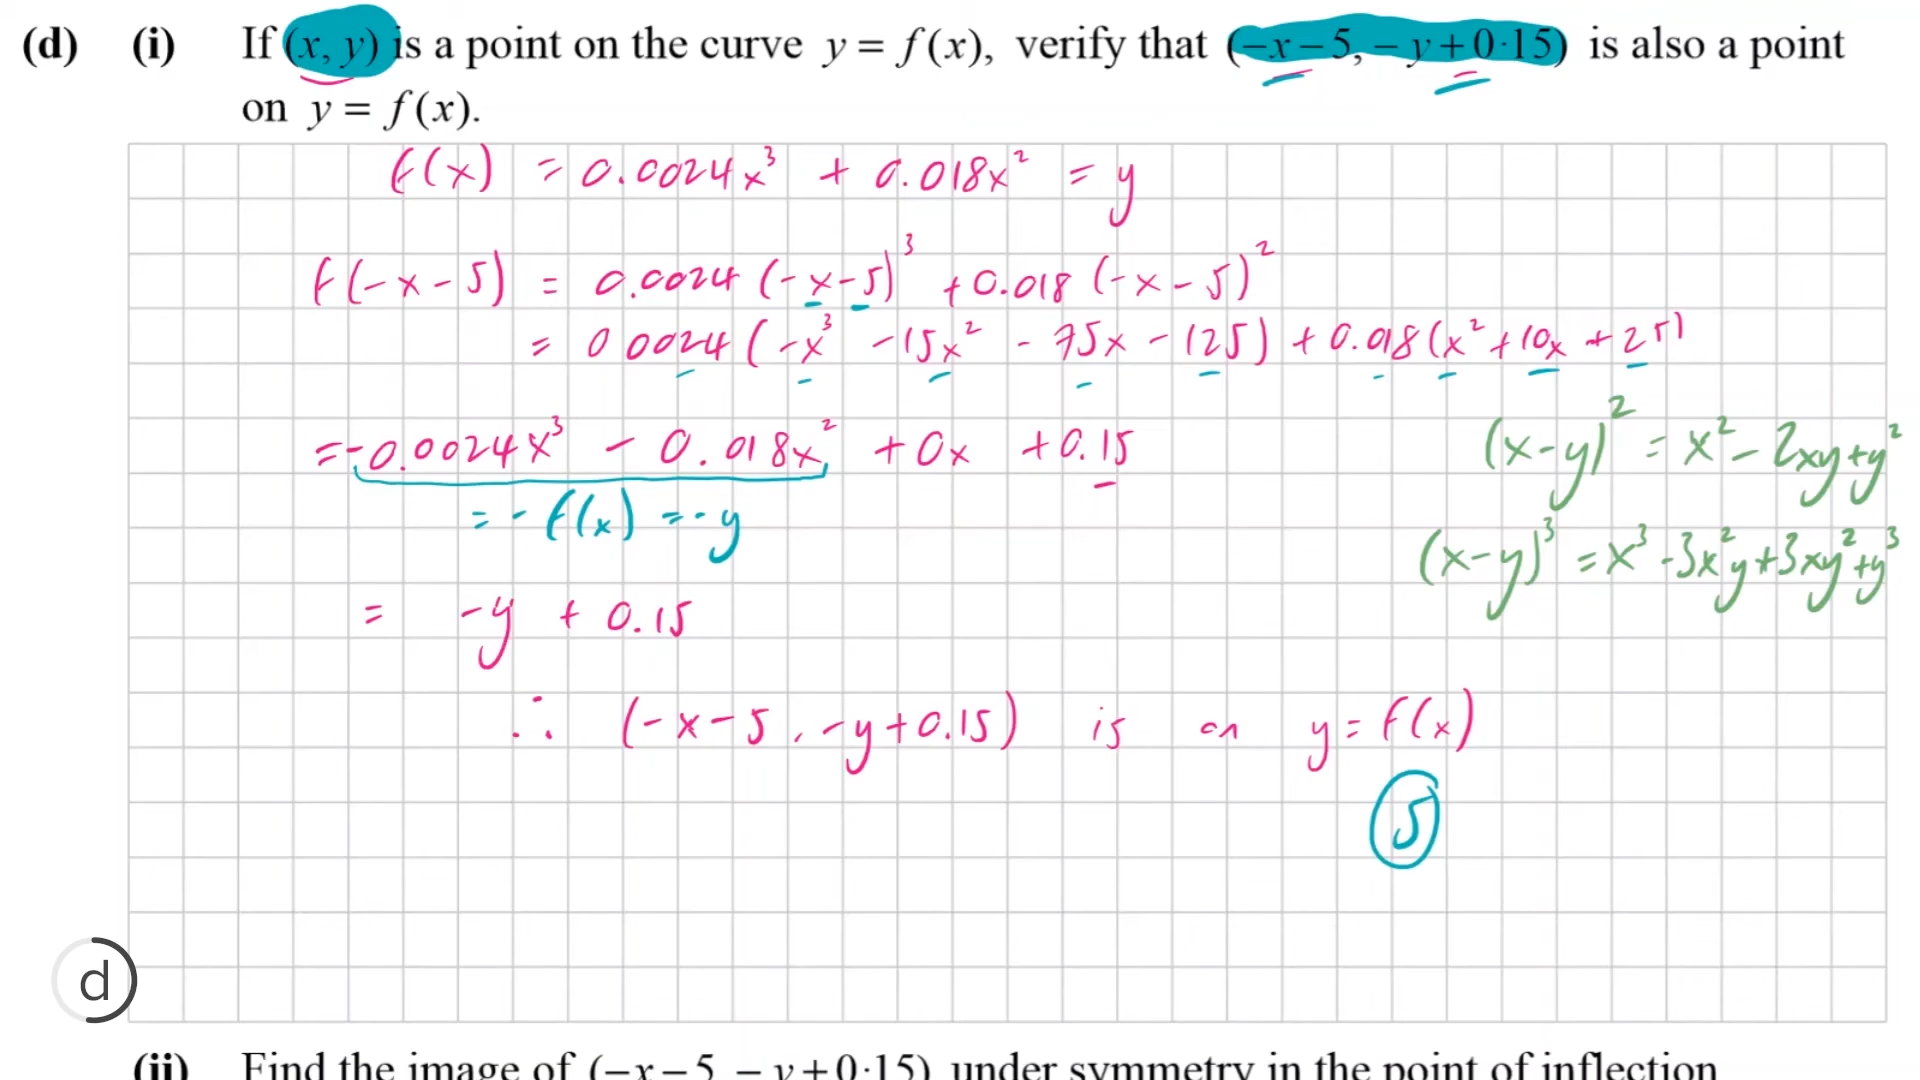 (d) (i) If (x, y) is a point on the curve y = f(x), verify that (−x − 5, − y + 0·15) is also a point
on y = f(x).
f(x) = 0.0024x³ + 0.018x² = y
f(-x-5) = 0.0024(-x-5)³ + 0.018(-x-5)²
= 0.0024(-x³ - 15x² - 75x - 125) + 0.018(x² + 10x + 25)
= -0.0024x³ - 0.018x² + 0x + 0.15
(x-y)² = x² - 2xy + y²
= -f(x) = -y
(x-y)³ = x³ - 3x²y + 3xy² + y³
= -y + 0.15
∴ (-x-5, -y+0.15) is on y = f(x)
5
d
(ii) Find the image of (−x − 5, − y + 0·15) under symmetry in the point of inflection